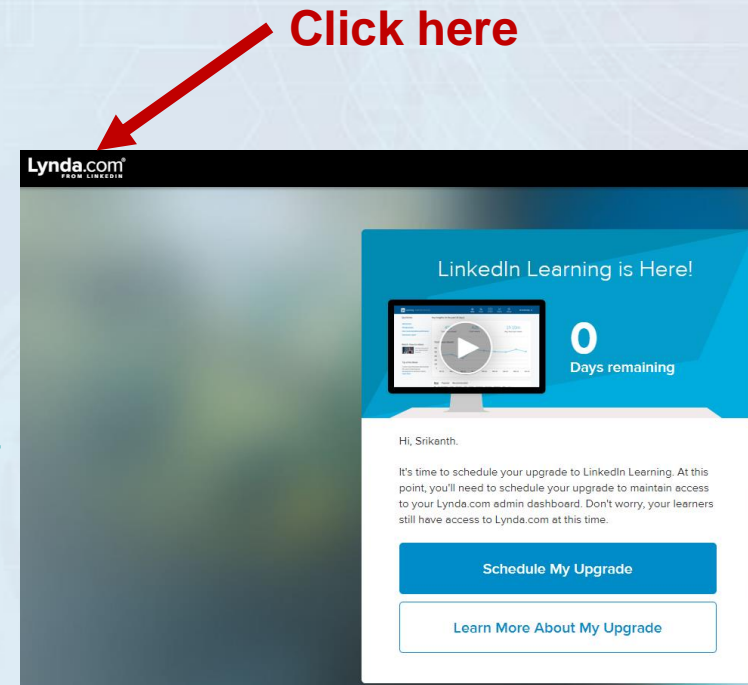 Click here
Lynda.com®
FROM LINKEDIN
LinkedIn Learning is Here!
0
Days remaining
Hi, Srikanth.
It's time to schedule your upgrade to LinkedIn Learning. At this
point, you'll need to schedule your upgrade to maintain access
to your Lynda.com admin dashboard. Don't worry, your learners
still have access to Lynda.com at this time.
Schedule My Upgrade
Learn More About My Upgrade